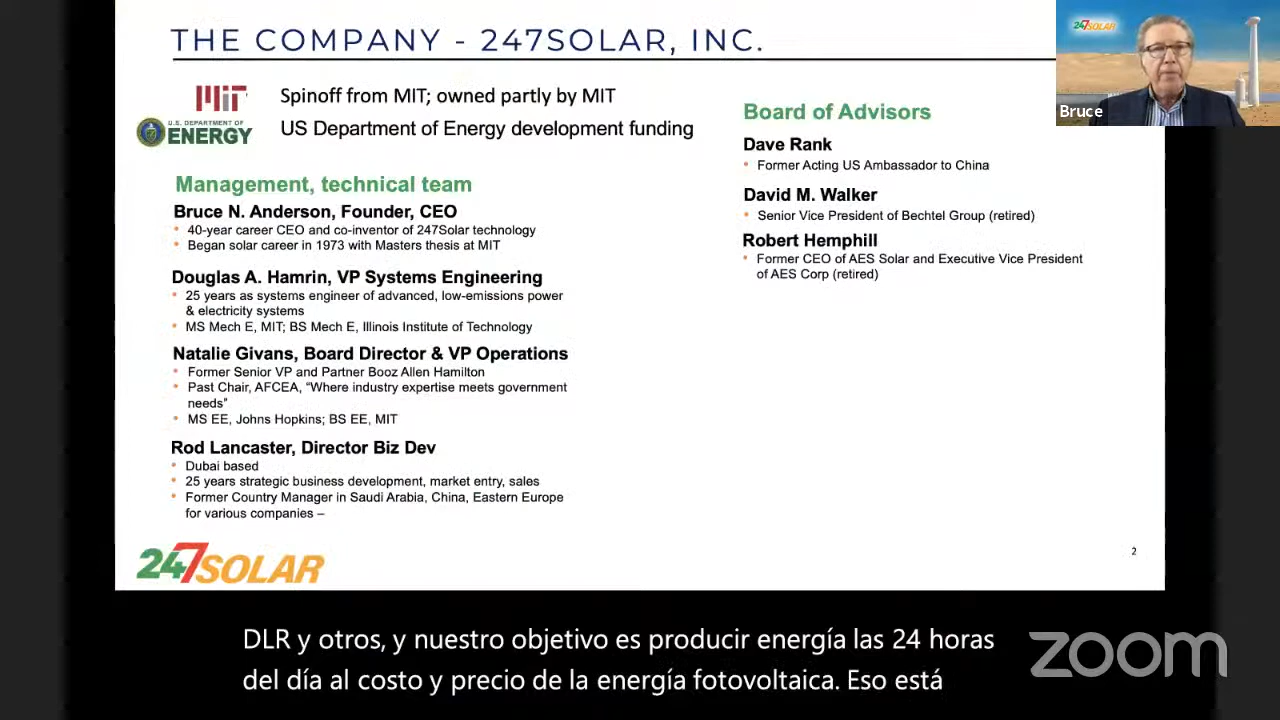 THE COMPANY - 247SOLAR, INC.
MIT
Spinoff from MIT; owned partly by MIT
U.S. DEPARTMENT OF
ENERGY
US Department of Energy development funding
Management, technical team
Bruce N. Anderson, Founder, CEO
• 40-year career CEO and co-inventor of 247Solar technology
• Began solar career in 1973 with Masters thesis at MIT
Douglas A. Hamrin, VP Systems Engineering
• 25 years as systems engineer of advanced, low-emissions power
& electricity systems
• MS Mech E, MIT; BS Mech E, Illinois Institute of Technology
Natalie Givans, Board Director & VP Operations
• Former Senior VP and Partner Booz Allen Hamilton
• Past Chair, AFCEA, “Where industry expertise meets government
needs”
• MS EE, Johns Hopkins; BS EE, MIT
Rod Lancaster, Director Biz Dev
• Dubai based
• 25 years strategic business development, market entry, sales
• Former Country Manager in Saudi Arabia, China, Eastern Europe
for various companies –
Board of Advisors
Dave Rank
• Former Acting US Ambassador to China
David M. Walker
• Senior Vice President of Bechtel Group (retired)
Robert Hemphill
• Former CEO of AES Solar and Executive Vice President
of AES Corp (retired)
247SOLAR
Bruce
247SOLAR
2
DLR y otros, y nuestro objetivo es producir energía las 24 horas
del día al costo y precio de la energía fotovoltaica. Eso está
zoom